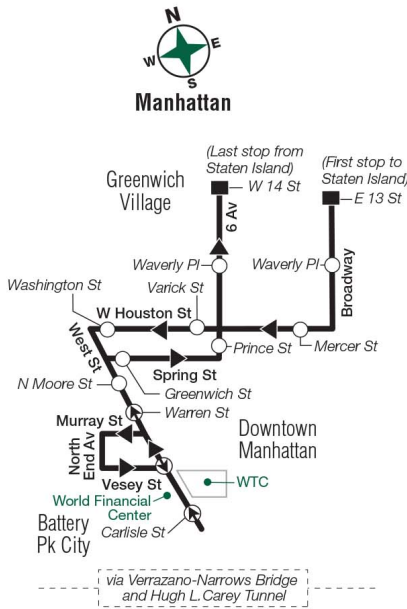 N
E
W
S
Manhattan
(Last stop from
Staten Island)
W 14 St
(First stop to
Staten Island)
E 13 St
Greenwich
Village
6 Av
Broadway
Waverly Pl
Waverly Pl
Washington St
Varick St
W Houston St
West St
Prince St
Mercer St
Spring St
Greenwich St
N Moore St
Warren St
Murray St
North
End Av
Downtown
Manhattan
Vesey St
WTC
World Financial
Center
Battery
Pk City
Carlisle St
via Verrazano-Narrows Bridge
and Hugh L. Carey Tunnel